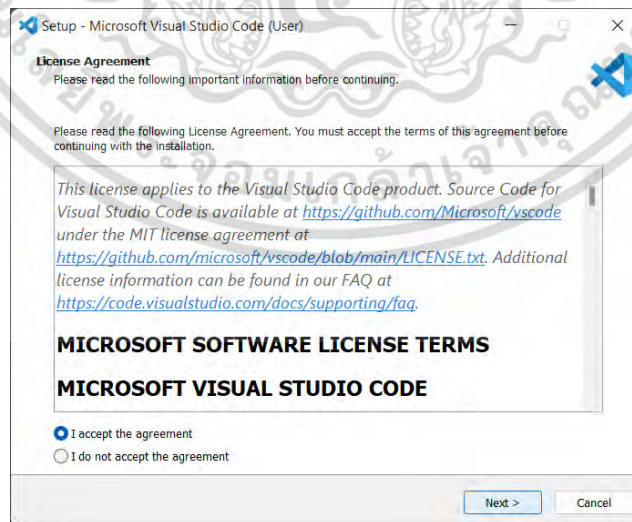 Setup - Microsoft Visual Studio Code (User)
License Agreement
Please read the following important information before continuing.
Please read the following License Agreement. You must accept the terms of this agreement before
continuing with the installation.
This license applies to the Visual Studio Code product. Source Code for
Visual Studio Code is available at https://github.com/Microsoft/vscode
under the MIT license agreement at
https://github.com/microsoft/vscode/blob/main/LICENSE.txt. Additional
license information can be found in our FAQ at
https://code.visualstudio.com/docs/supporting/faq.
MICROSOFT SOFTWARE LICENSE TERMS
MICROSOFT VISUAL STUDIO CODE
I accept the agreement
I do not accept the agreement
Next >
Cancel